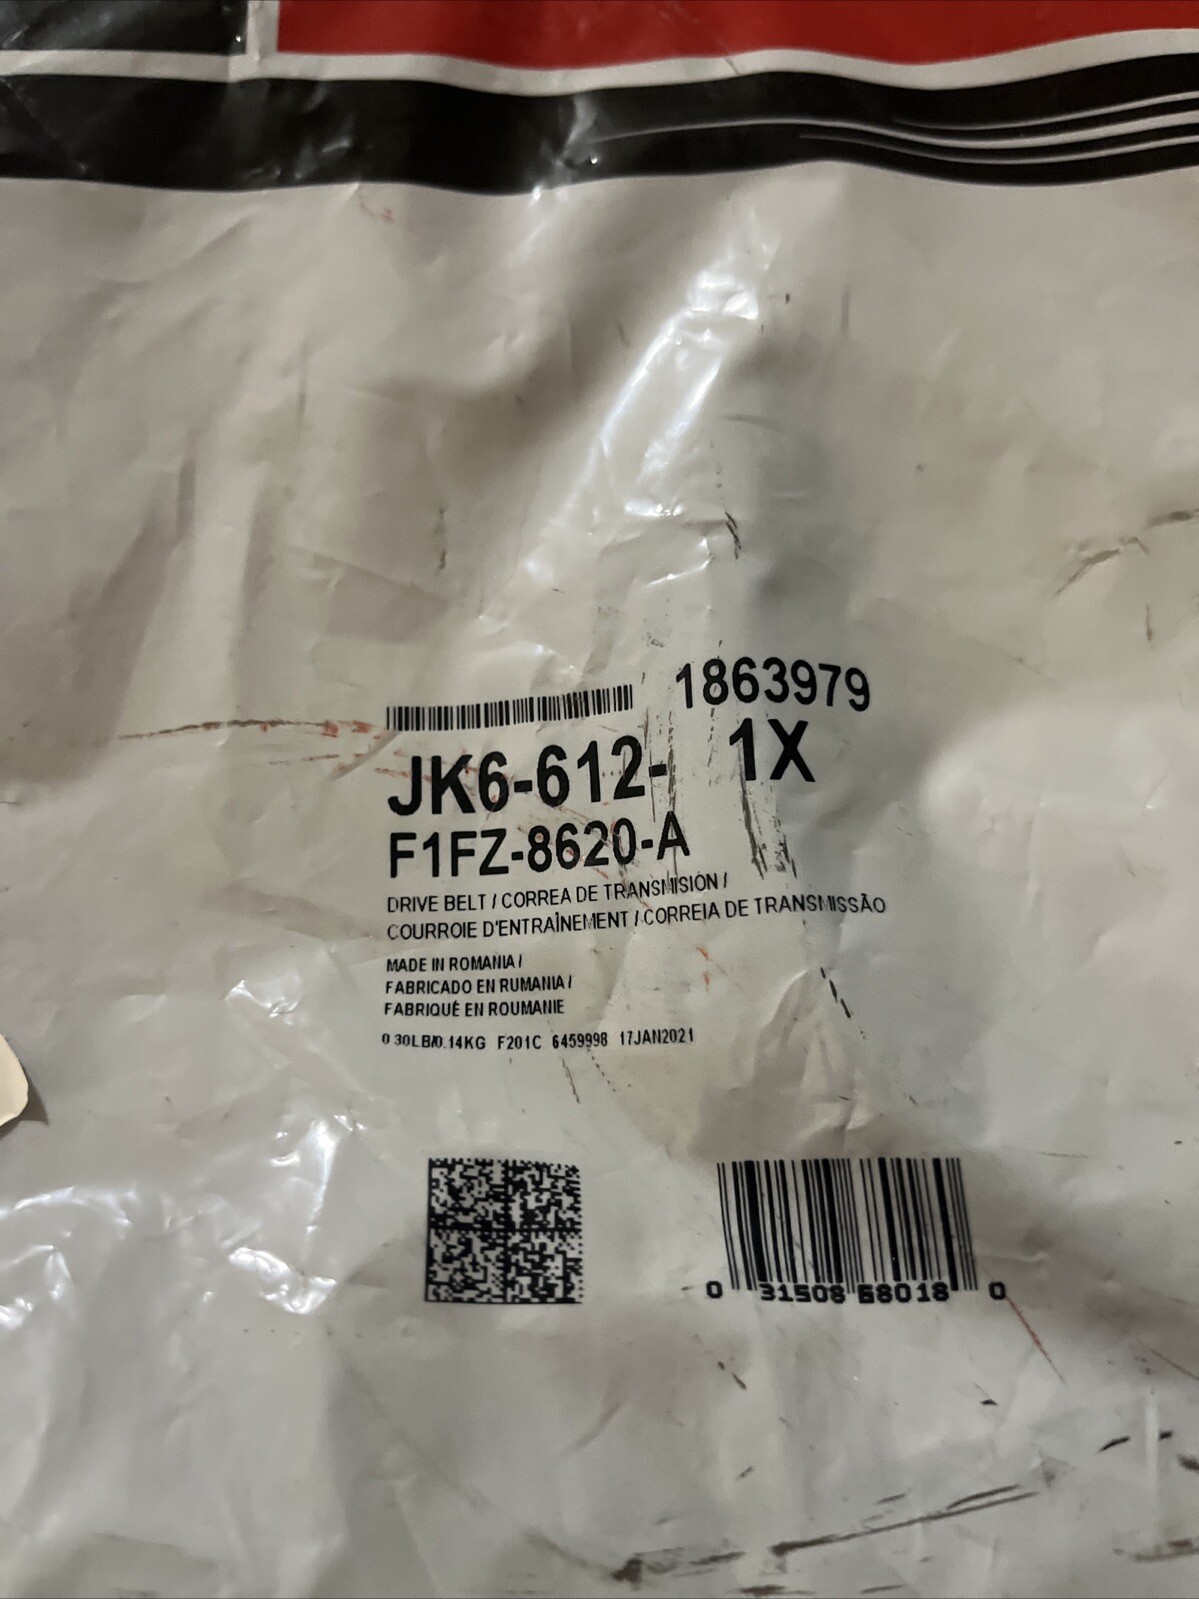 1863979
JK6-612- 1X
F1FZ-8620-A
DRIVE BELT / CORREA DE TRANSMISIÓN /
COURROIE D'ENTRAÎNEMENT / CORREIA DE TRANSMISSÃO
MADE IN ROMANIA /
FABRICADO EN RUMANIA /
FABRIQUÉ EN ROUMANIE
0.30LB/0.14KG F201C 6459998 17JAN2021
0 31508 68018 0